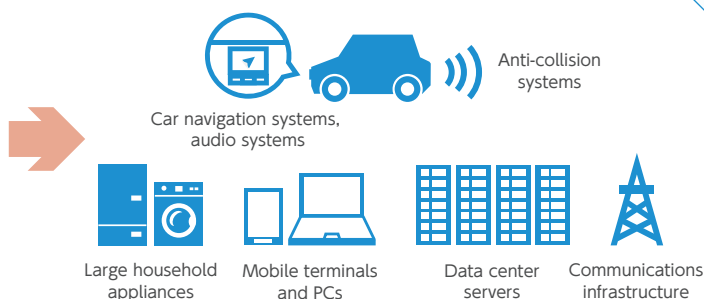 Anti-collision
systems
Car navigation systems,
audio systems
Large household
appliances
Mobile terminals
and PCs
Data center
servers
Communications
infrastructure